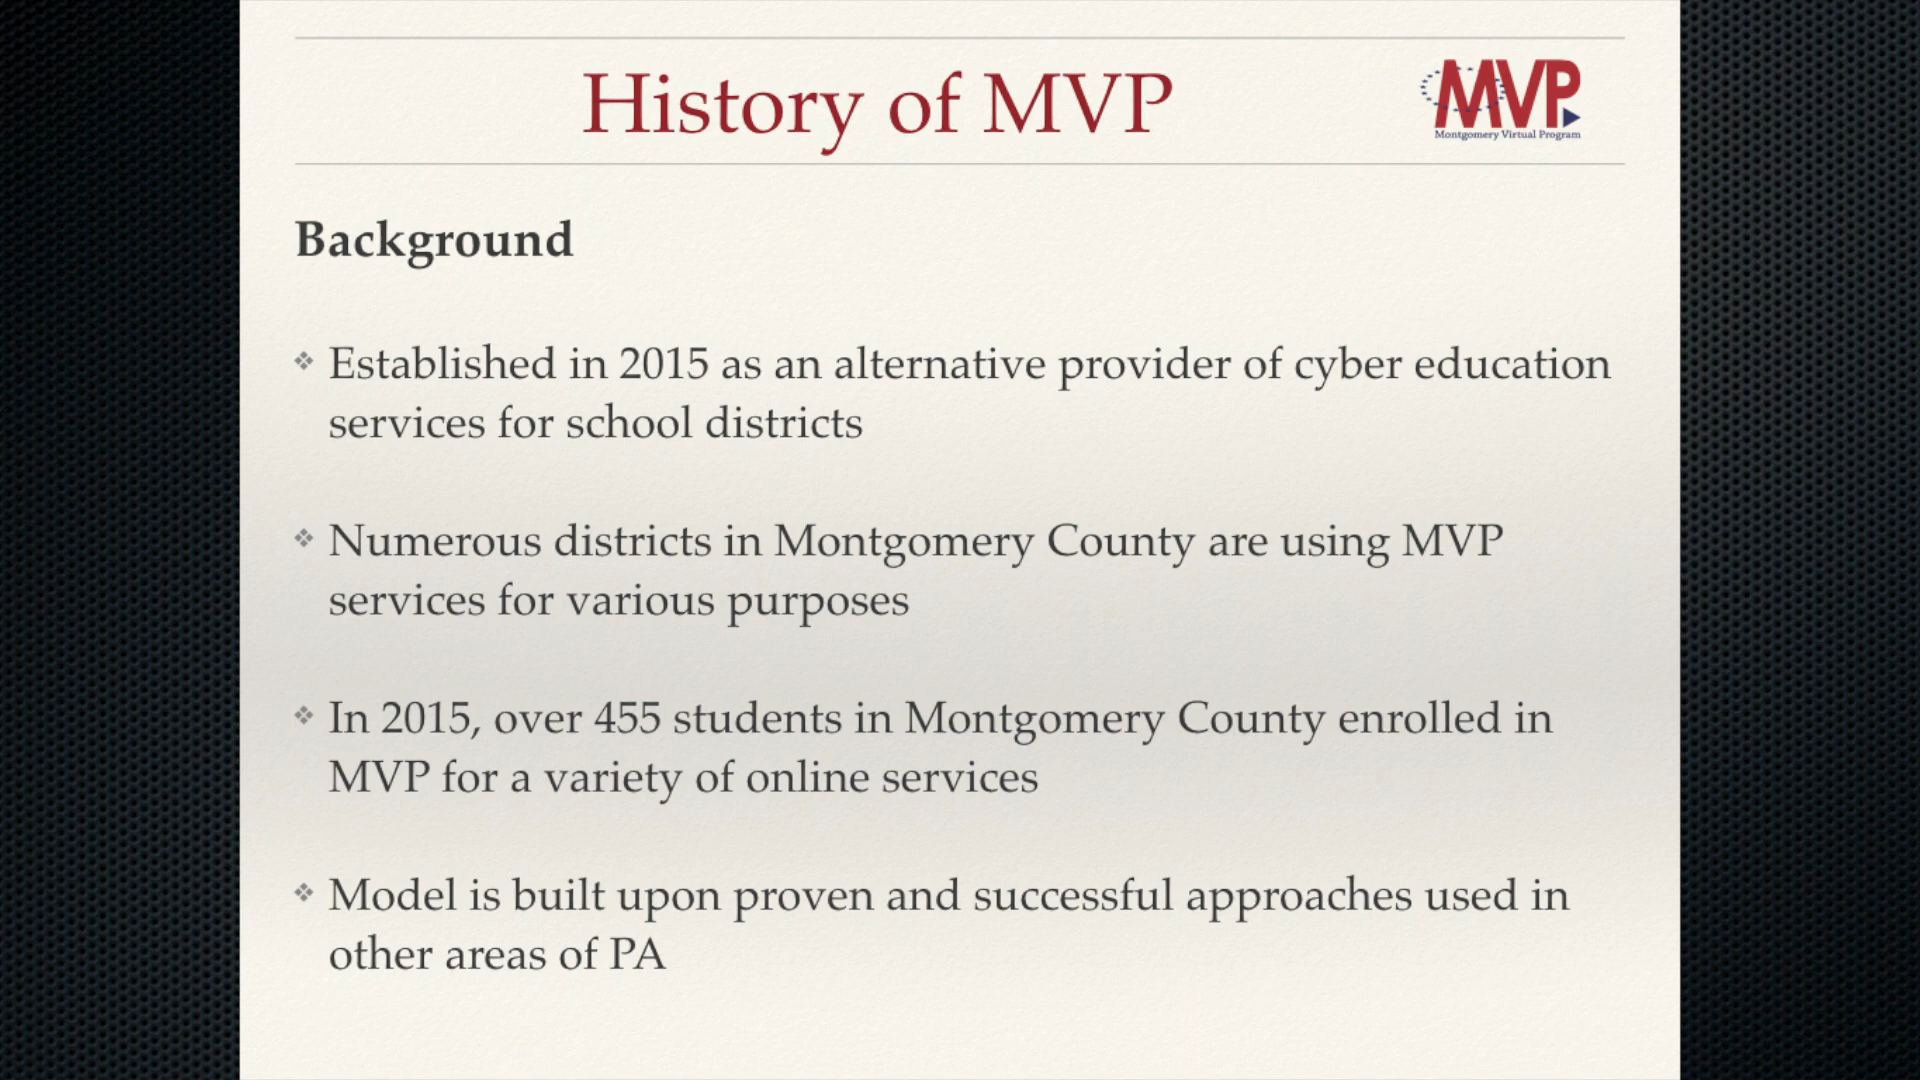 History of MVP
MVP
Montgomery Virtual Program
Background
❖ Established in 2015 as an alternative provider of cyber education
services for school districts
❖ Numerous districts in Montgomery County are using MVP
services for various purposes
❖ In 2015, over 455 students in Montgomery County enrolled in
MVP for a variety of online services
❖ Model is built upon proven and successful approaches used in
other areas of PA